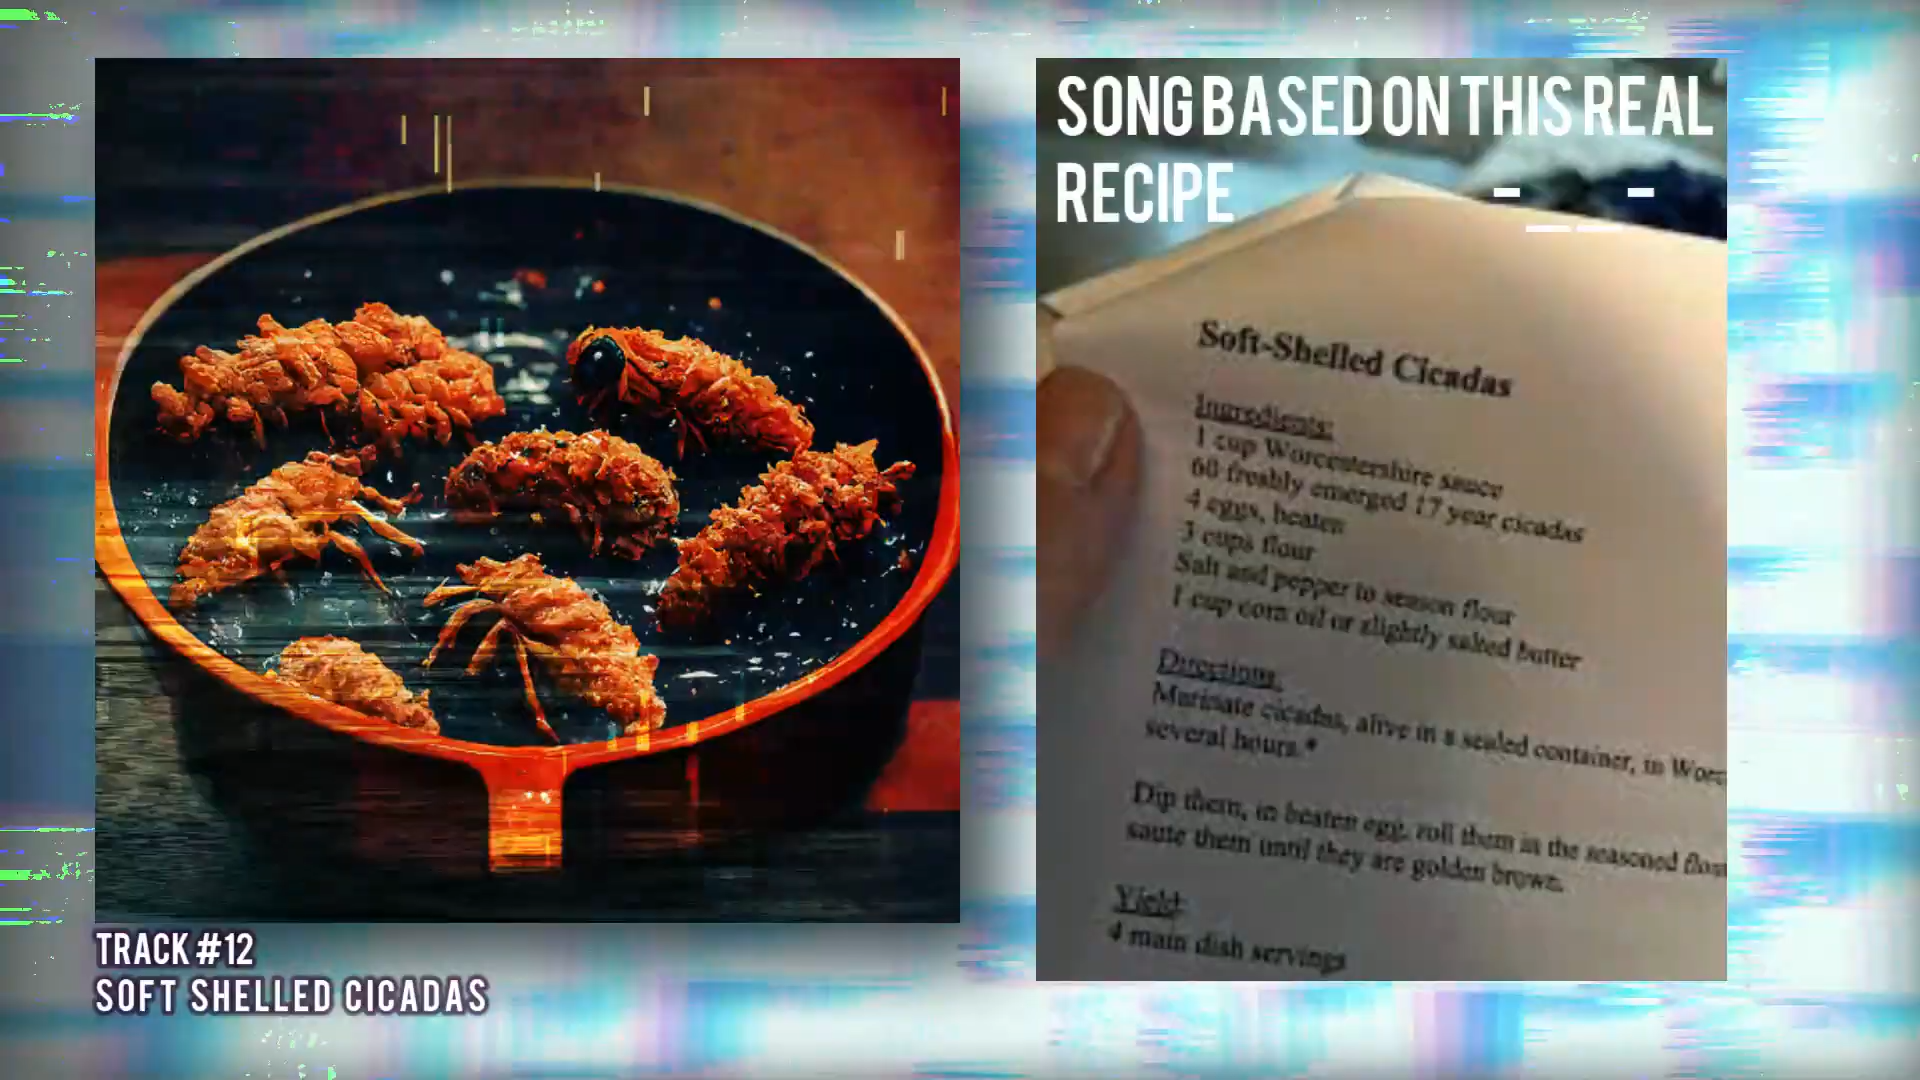 SONG BASED ON THIS REAL
RECIPE
Soft-Shelled Cicadas
Ingredients:
1 cup Worcestershire sauce
60 freshly emerged 17 year cicadas
4 eggs, beaten
3 cups flour
Salt and pepper to season flour
1 cup corn oil or slightly salted butter
Directions:
Marinate cicadas, alive in a sealed container, in
several hours.*
Dip them, in beaten egg, roll them in the seasoned
saute them until they are golden brown.
Yield:
4 main dish servings
TRACK #12
SOFT SHELLED CICADAS